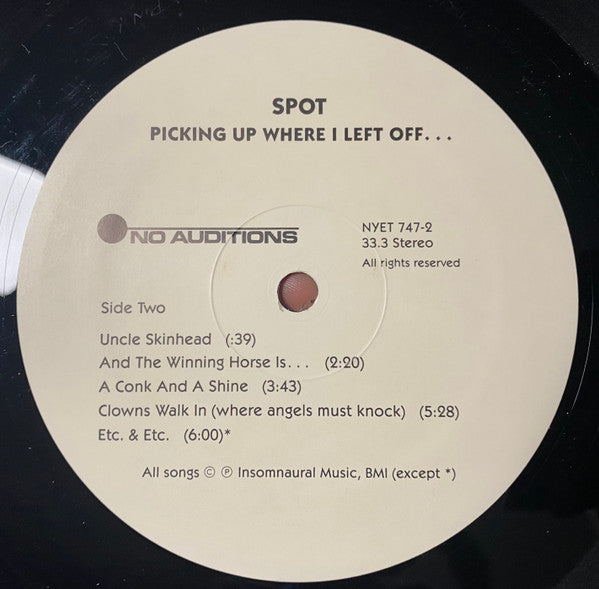 SPOT
PICKING UP WHERE I LEFT OFF...
NO AUDITIONS
NYET 747-2
33.3 Stereo
All rights reserved
Side Two
Uncle Skinhead (:39)
And The Winning Horse Is... (2:20)
A Conk And A Shine (3:43)
Clowns Walk In (where angels must knock) (5:28)
Etc. & Etc. (6:00)*
All songs © ℗ Insomnaural Music, BMI (except *)